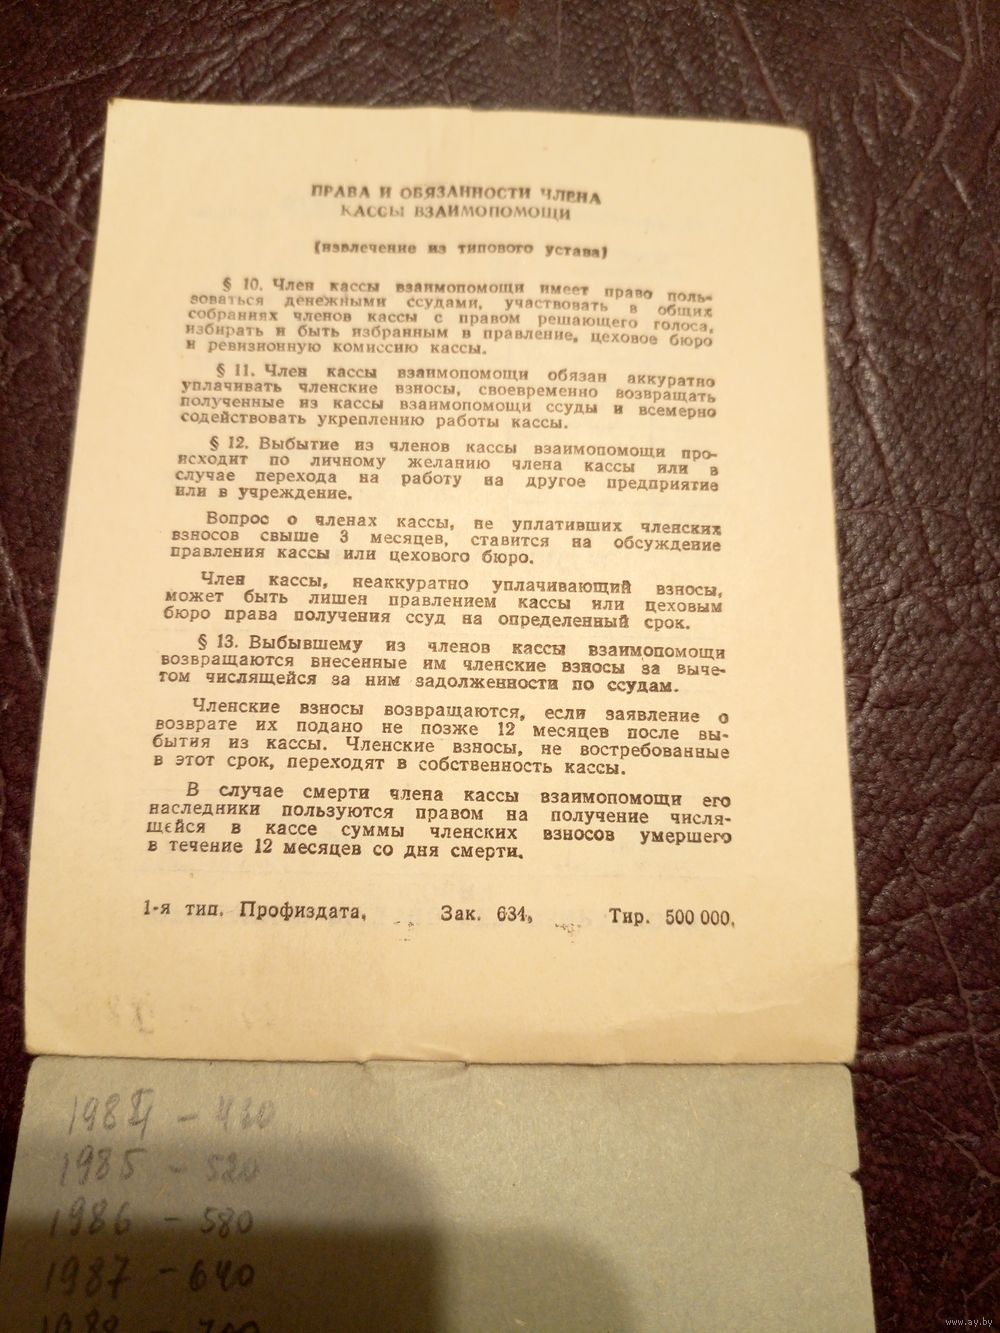 ПРАВА И ОБЯЗАННОСТИ ЧЛЕНА
КАССЫ ВЗАИМОПОМОЩИ
(извлечение из типового устава)
§ 10. Член кассы взаимопомощи имеет право поль-
зоваться денежными ссудами, участвовать в общих
собраниях членов кассы с правом решающего голоса,
избирать и быть избранным в правление, цеховое бюро
и ревизионную комиссию кассы.
§ 11. Член кассы взаимопомощи обязан аккуратно
уплачивать членские взносы, своевременно возвращать
полученные из кассы взаимопомощи ссуды и всемерно
содействовать укреплению работы кассы.
§ 12. Выбытие из членов кассы взаимопомощи про-
исходит по личному желанию члена кассы или в
случае перехода на работу на другое предприятие
или в учреждение.
Вопрос о членах кассы, не уплативших членских
взносов свыше 3 месяцев, ставится на обсуждение
правления кассы или цехового бюро.
Член кассы, неаккуратно уплачивающий взносы,
может быть лишен правлением кассы или цеховым
бюро права получения ссуд на определенный срок.
§ 13. Выбывшему из членов кассы взаимопомощи
возвращаются внесенные им членские взносы за выче-
том числящейся за ним задолженности по ссудам.
Членские взносы возвращаются, если заявление о
возврате их подано не позже 12 месяцев после вы-
бытия из кассы. Членские взносы, не востребованные
в этот срок, переходят в собственность кассы.
В случае смерти члена кассы взаимопомощи его
наследники пользуются правом на получение числя-
щейся в кассе суммы членских взносов умершего
в течение 12 месяцев со дня смерти.
1-я тип. Профиздата, Зак. 634, Тир. 500 000.
1984 –
1985 – 520
1986 – 580
1987 – 640
1988 – 700
www.ay.by